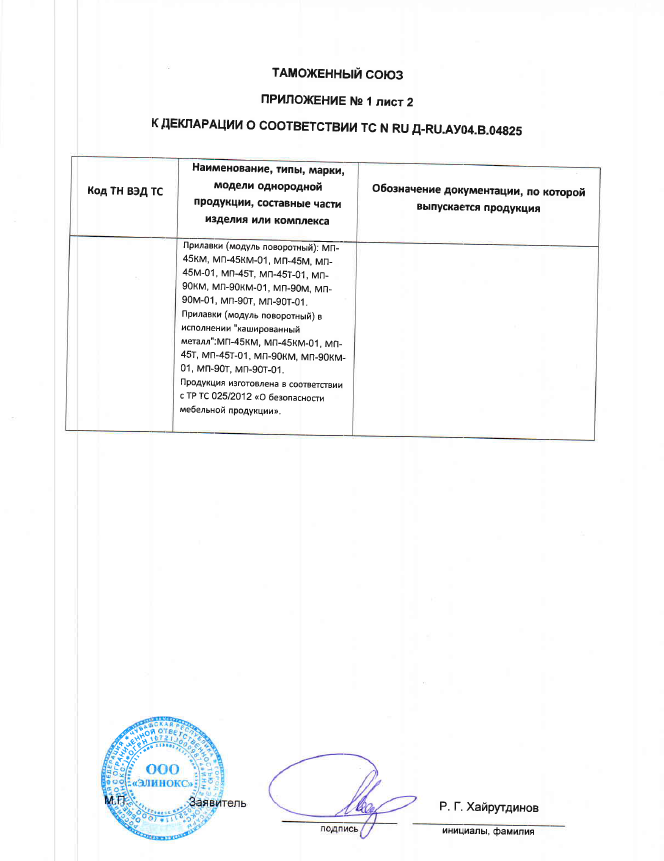 ТАМОЖЕННЫЙ СОЮЗ
ПРИЛОЖЕНИЕ № 1 лист 2
К ДЕКЛАРАЦИИ О СООТВЕТСТВИИ ТС N RU Д-RU.АУ04.В.04825
Код ТН ВЭД ТС
Наименование, типы, марки,
модели однородной
продукции, составные части
изделия или комплекса
Обозначение документации, по которой
выпускается продукция
Прилавки (модуль поворотный): МП-
45КМ, МП-45КМ-01, МП-45М, МП-
45М-01, МП-45Т, МП-45Т-01, МП-
90КМ, МП-90КМ-01, МП-90М, МП-
90М-01, МП-90Т, МП-90Т-01.
Прилавки (модуль поворотный) в
исполнении "кашированный
металл":МП-45КМ, МП-45КМ-01, МП-
45Т, МП-45Т-01, МП-90КМ, МП-90КМ-
01, МП-90Т, МП-90Т-01.
Продукция изготовлена в соответствии
с ТР ТС 025/2012 «О безопасности
мебельной продукции».
ООО
«ЭЛИНОКС»
М.П.
Заявитель
Р. Г. Хайрутдинов
подпись
инициалы, фамилия